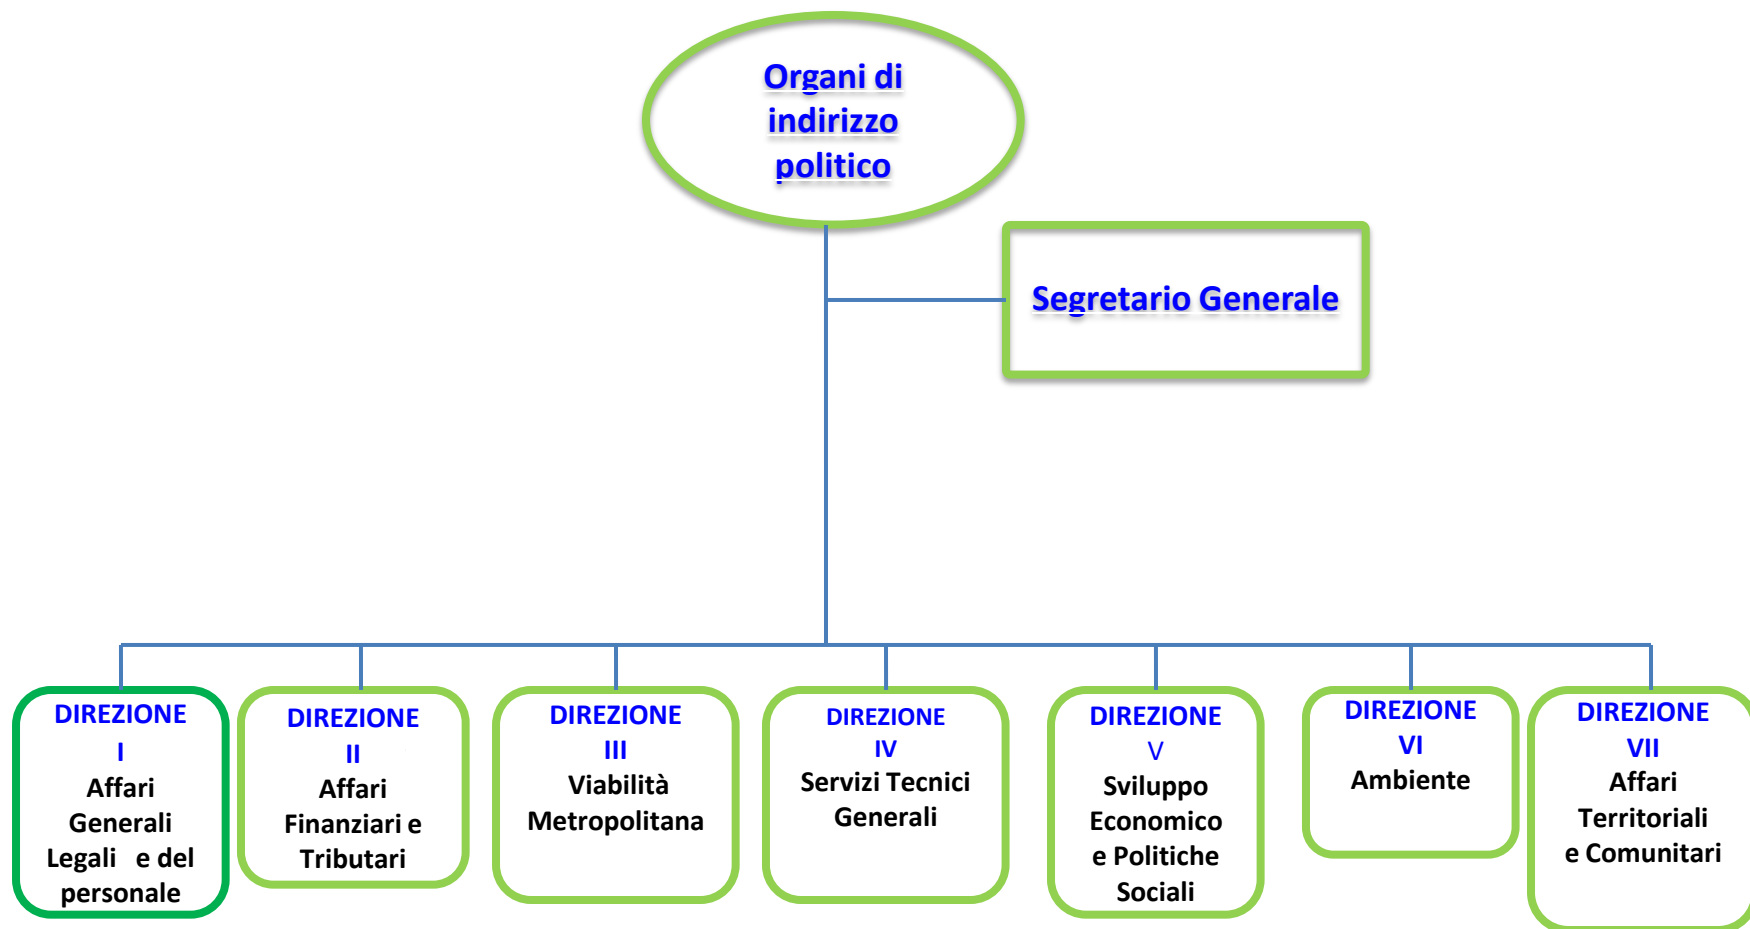 Organi di
indirizzo
politico
Segretario Generale
DIREZIONE
I
Affari
Generali
Legali e del
personale
DIREZIONE
II
Affari
Finanziari e
Tributari
DIREZIONE
III
Viabilità
Metropolitana
DIREZIONE
IV
Servizi Tecnici
Generali
DIREZIONE
V
Sviluppo
Economico
e Politiche
Sociali
DIREZIONE
VI
Ambiente
DIREZIONE
VII
Affari
Territoriali
e Comunitari